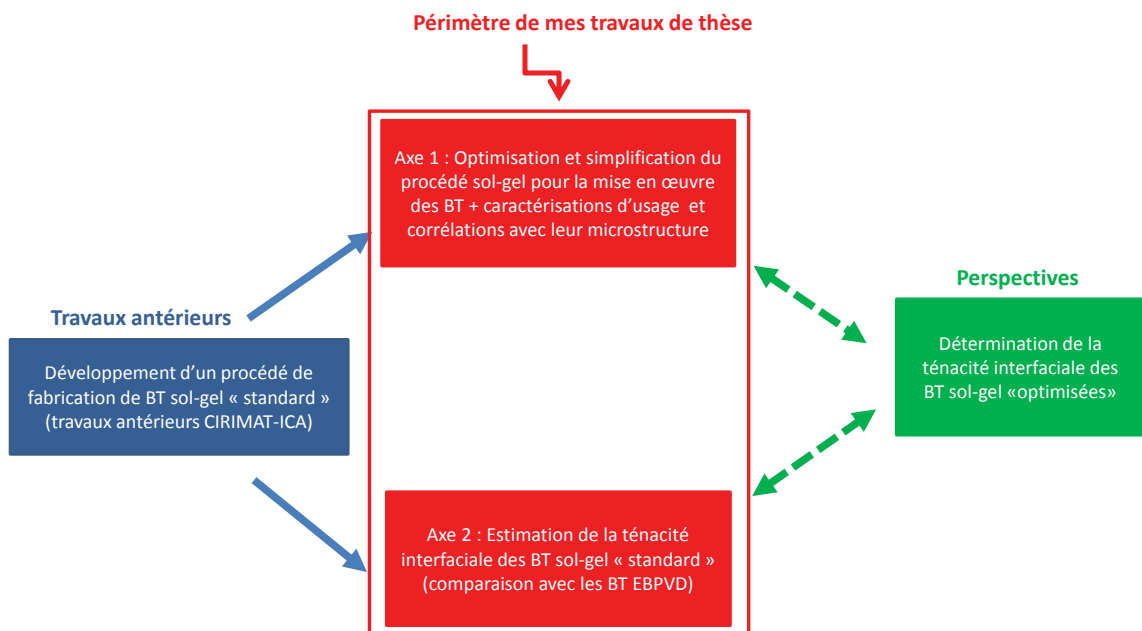 Périmètre de mes travaux de thèse
Axe 1 : Optimisation et simplification du
procédé sol-gel pour la mise en œuvre
des BT + caractérisations d’usage et
corrélations avec leur microstructure
Travaux antérieurs
Développement d’un procédé de
fabrication de BT sol-gel « standard »
(travaux antérieurs CIRIMAT-ICA)
Perspectives
Détermination de la
ténacité interfaciale des
BT sol-gel «optimisées»
Axe 2 : Estimation de la ténacité
interfaciale des BT sol-gel « standard »
(comparaison avec les BT EBPVD)